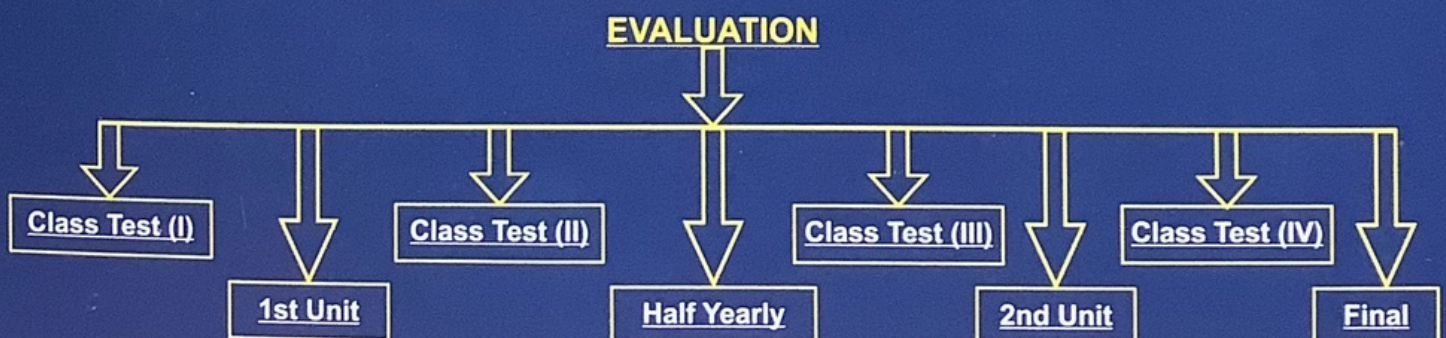 EVALUATION
Class Test (I)
Class Test (II)
Class Test (III)
Class Test (IV)
1st Unit
Half Yearly
2nd Unit
Final